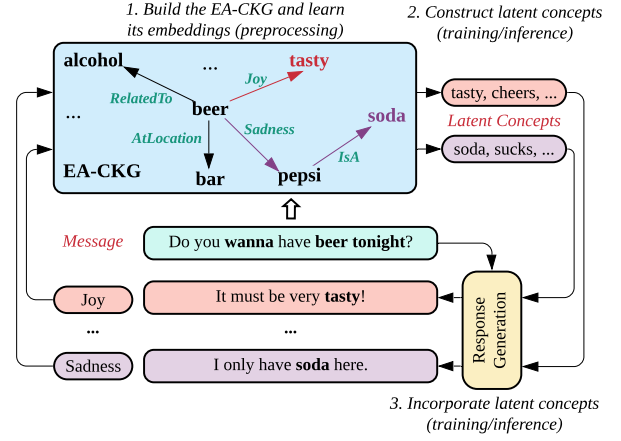 1. Build the EA-CKG and learn
its embeddings (preprocessing)
2. Construct latent concepts
(training/inference)
alcohol
...
tasty
Joy
RelatedTo
beer
...
soda
AtLocation
Sadness
IsA
EA-CKG
bar
pepsi
tasty, cheers, ...
Latent Concepts
soda, sucks, ...
Message
Do you wanna have beer tonight?
Joy
It must be very tasty!
...
...
Sadness
I only have soda here.
Response
Generation
3. Incorporate latent concepts
(training/inference)